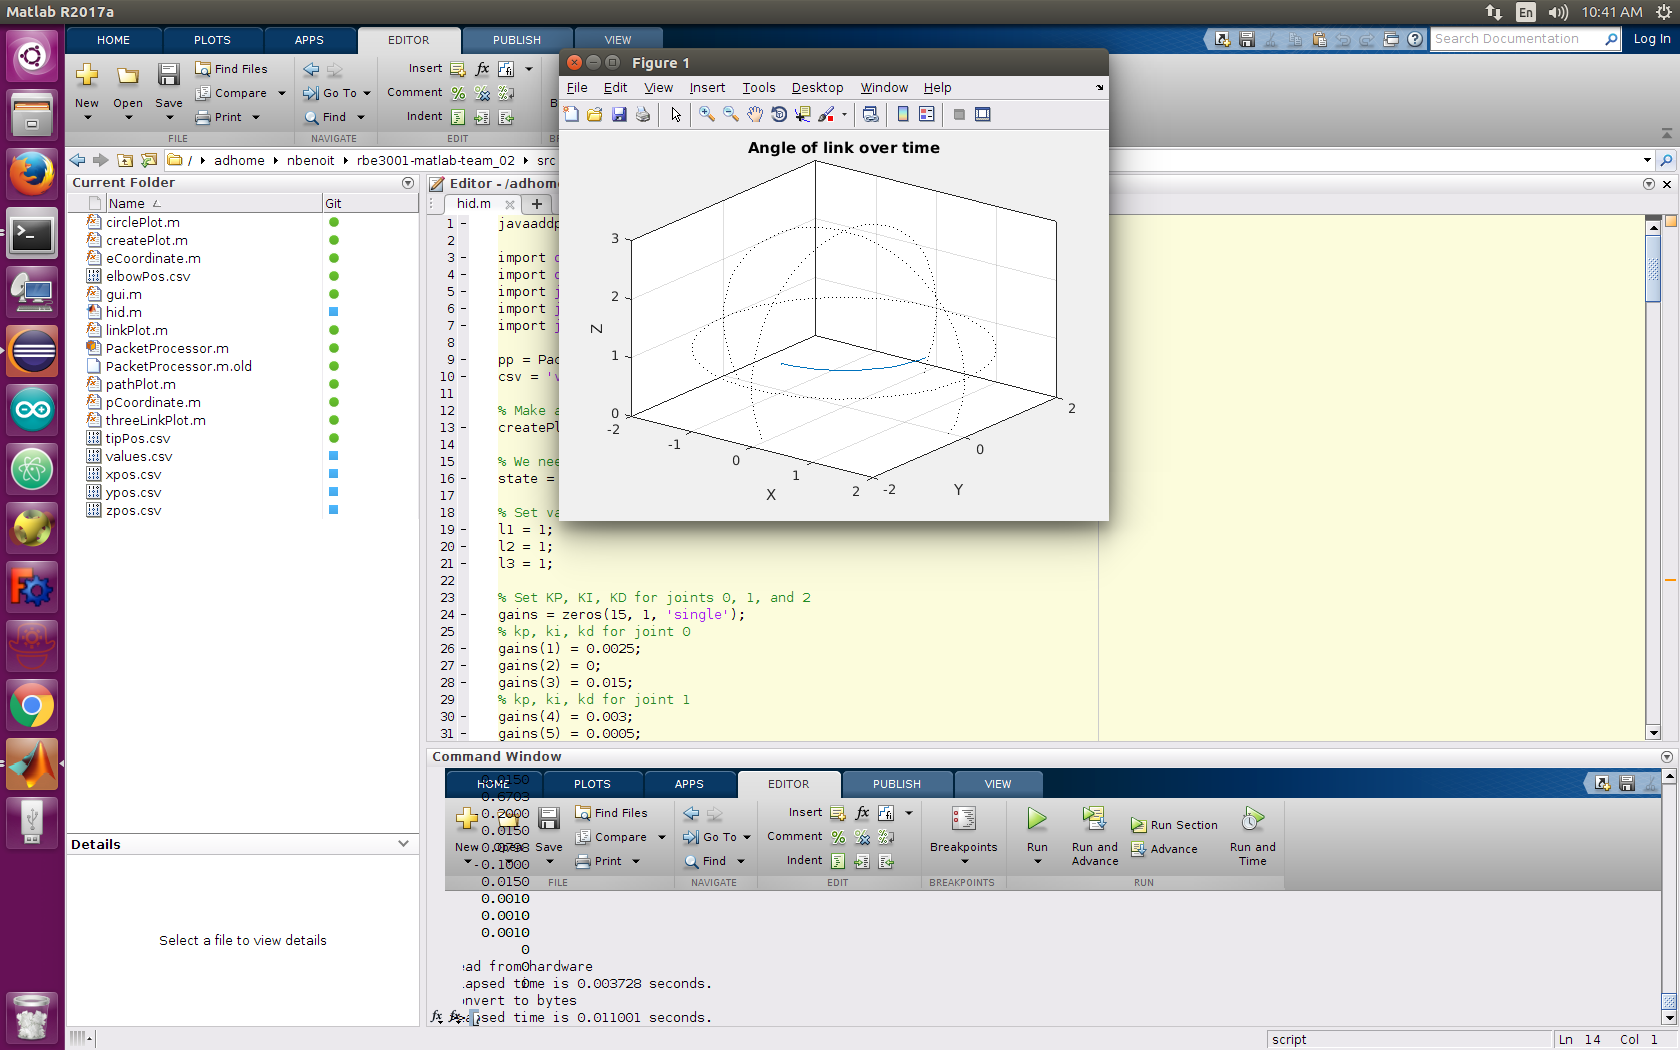 Matlab R2017a
En
10:41 AM
HOME PLOTS APPS EDITOR PUBLISH VIEW
Search Documentation
Log In
New Open Save
Find Files
Compare
Print
FILE
Go To
Find
NAVIGATE
Insert
Comment
Indent
EDIT
Figure 1
File Edit View Insert Tools Desktop Window Help
Angle of link over time
3
2
1
0
Z
-2
-1
0
1
2
X
-2
0
2
Y
/ adhome nbenoit rbe3001-matlab-team_02 src
Current Folder
Name Git
circlePlot.m
createPlot.m
eCoordinate.m
elbowPos.csv
gui.m
hid.m
linkPlot.m
PacketProcessor.m
PacketProcessor.m.old
pathPlot.m
pCoordinate.m
threeLinkPlot.m
tipPos.csv
values.csv
xpos.csv
ypos.csv
zpos.csv
Details
Select a file to view details
Editor - /adhome
hid.m
1 javaaddp
2
3 import
4 import
5 import
6 import
7 import
8
9 pp = Pac
10 csv = 'v
11
12 % Make a
13 createPl
14
15 % We nee
16 state =
17
18 % Set va
19 l1 = 1;
20 l2 = 1;
21 l3 = 1;
22
23 % Set KP, KI, KD for joints 0, 1, and 2
24 gains = zeros(15, 1, 'single');
25 % kp, ki, kd for joint 0
26 gains(1) = 0.0025;
27 gains(2) = 0;
28 gains(3) = 0.015;
29 % kp, ki, kd for joint 1
30 gains(4) = 0.003;
31 gains(5) = 0.0005;
Command Window
HOME PLOTS APPS EDITOR PUBLISH VIEW
New Save
Find Files
Compare
Print
FILE
Go To
Find
NAVIGATE
Insert
Comment
Indent
EDIT
Breakpoints
BREAKPOINTS
Run
Run and Advance
Run Section
Advance
Run and Time
RUN
0.0150
0.6703
0.2000
0.0150
0.0798
-0.1000
0.0150
0.0010
0.0010
0.0010
0
0
0
ead from hardware
lapsed time is 0.003728 seconds.
onvert to bytes
apsed time is 0.011001 seconds.
script
Ln 14 Col 1